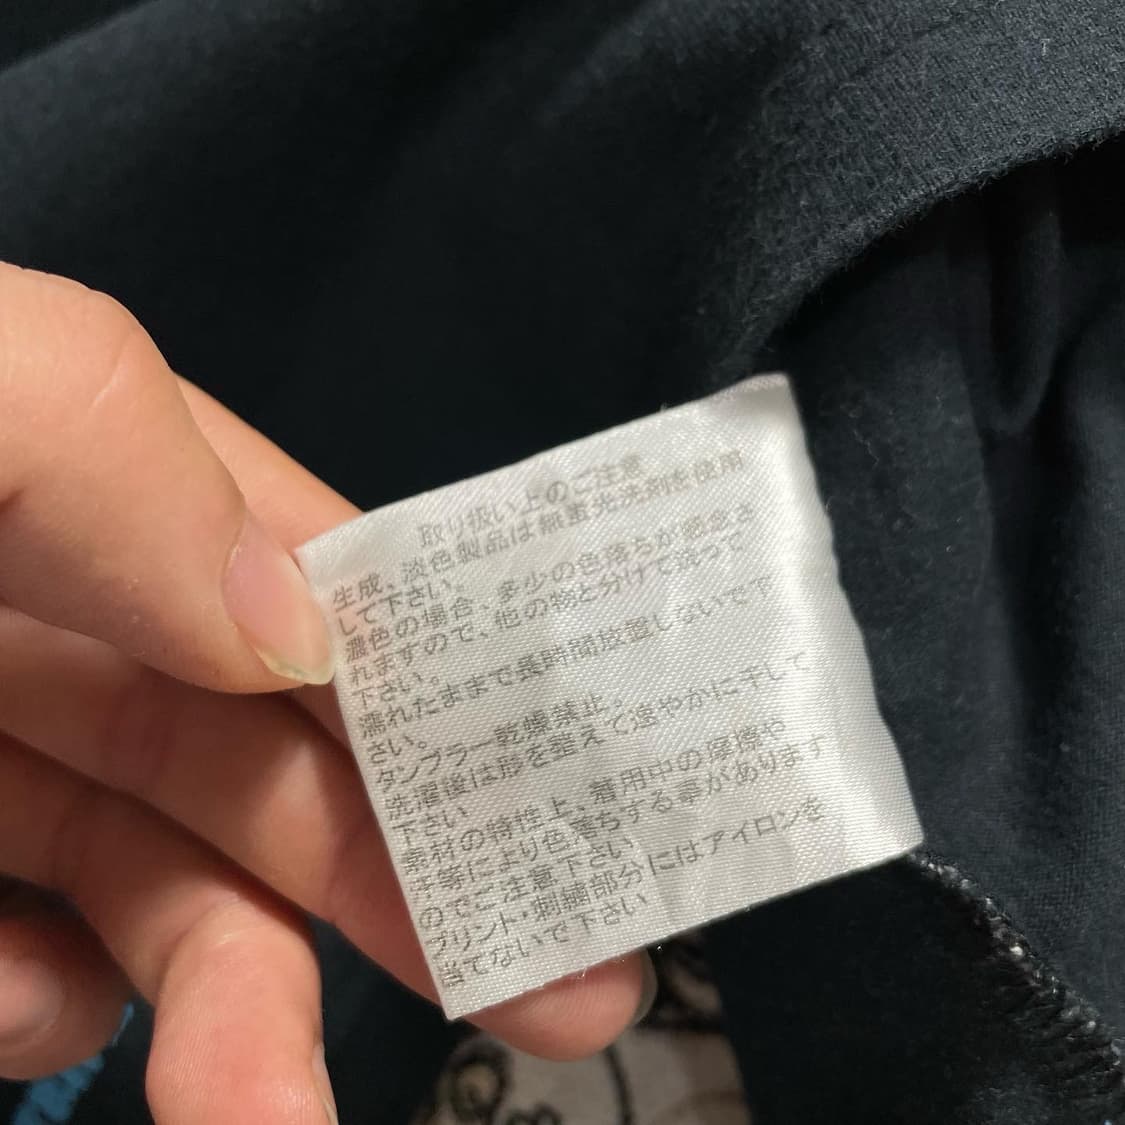 取り扱い上のご注意
生成、淡色製品は無蛍光洗剤を使用
して下さい。
濃色の場合、多少の色落ちが懸念さ
れますので、他の物と分けて洗って
下さい。
濡れたままで長時間放置しないで下
さい。
タンブラー乾燥禁止。
洗濯後は形を整えて速やかに干して
下さい
素材の特性上、着用中の摩擦や
汗等により色落ちする事があります
のでご注意下さい
プリント・刺繍部分にはアイロンを
当てないで下さい